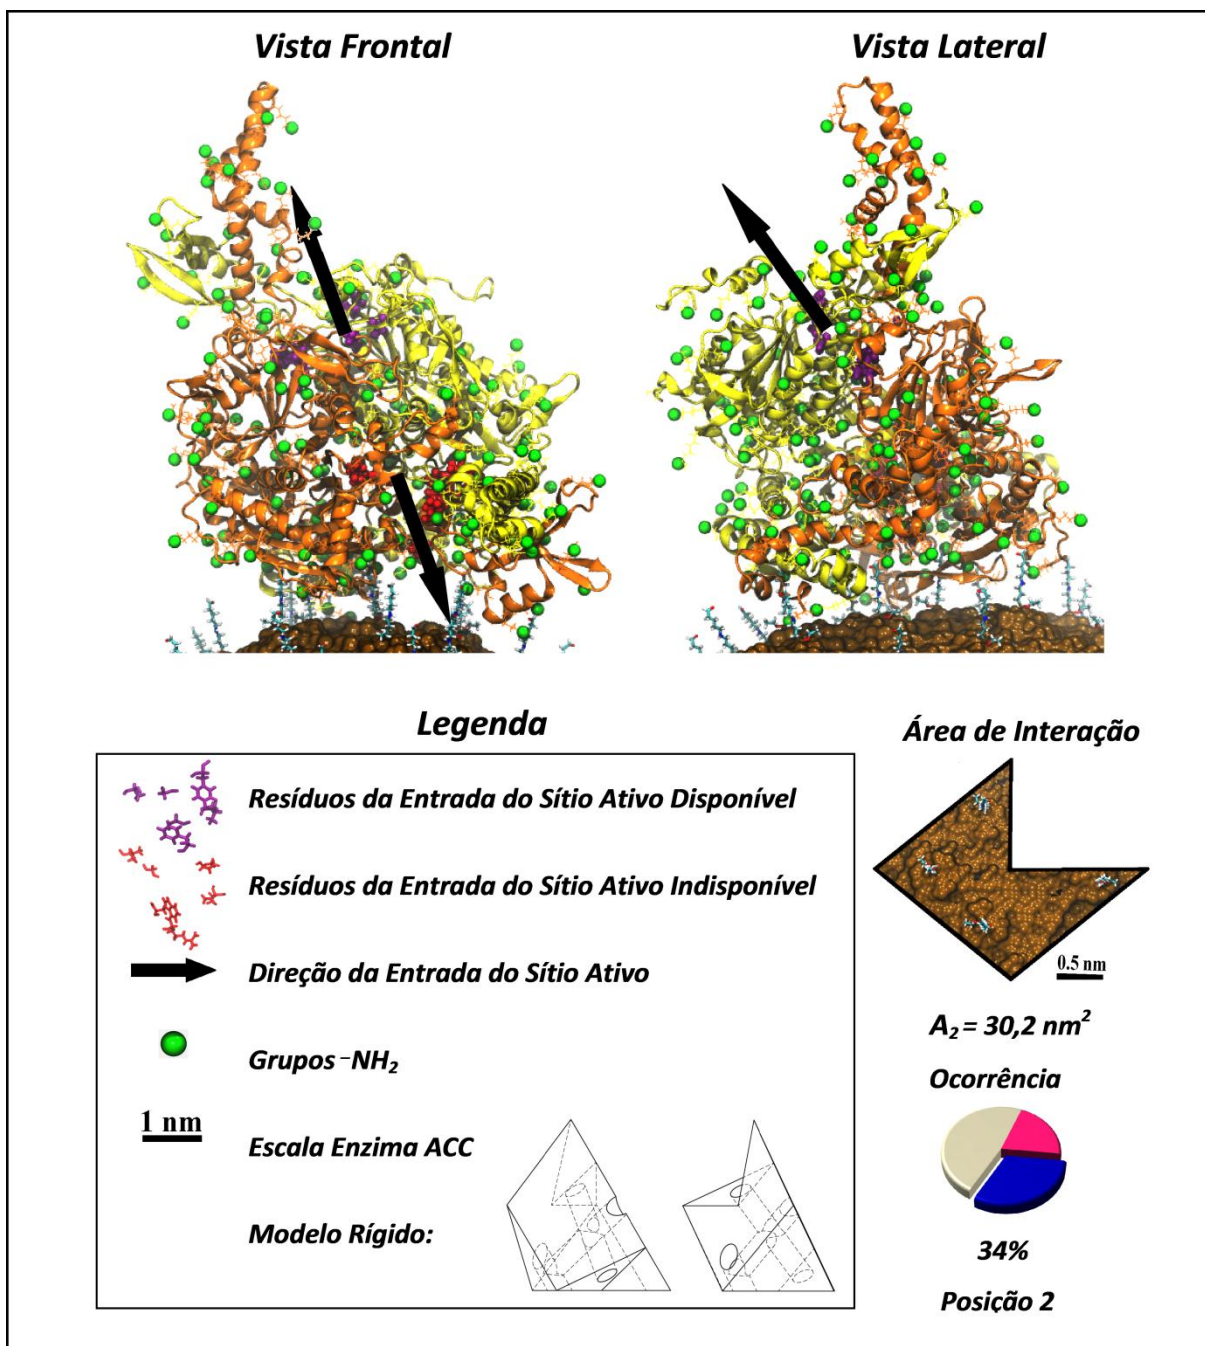 Vista Frontal
Vista Lateral
Legenda
Resíduos da Entrada do Sítio Ativo Disponível
Resíduos da Entrada do Sítio Ativo Indisponível
Direção da Entrada do Sítio Ativo
Grupos –NH₂
1 nm
Escala Enzima ACC
Modelo Rígido:
Área de Interação
0.5 nm
A₂ = 30,2 nm²
Ocorrência
34%
Posição 2